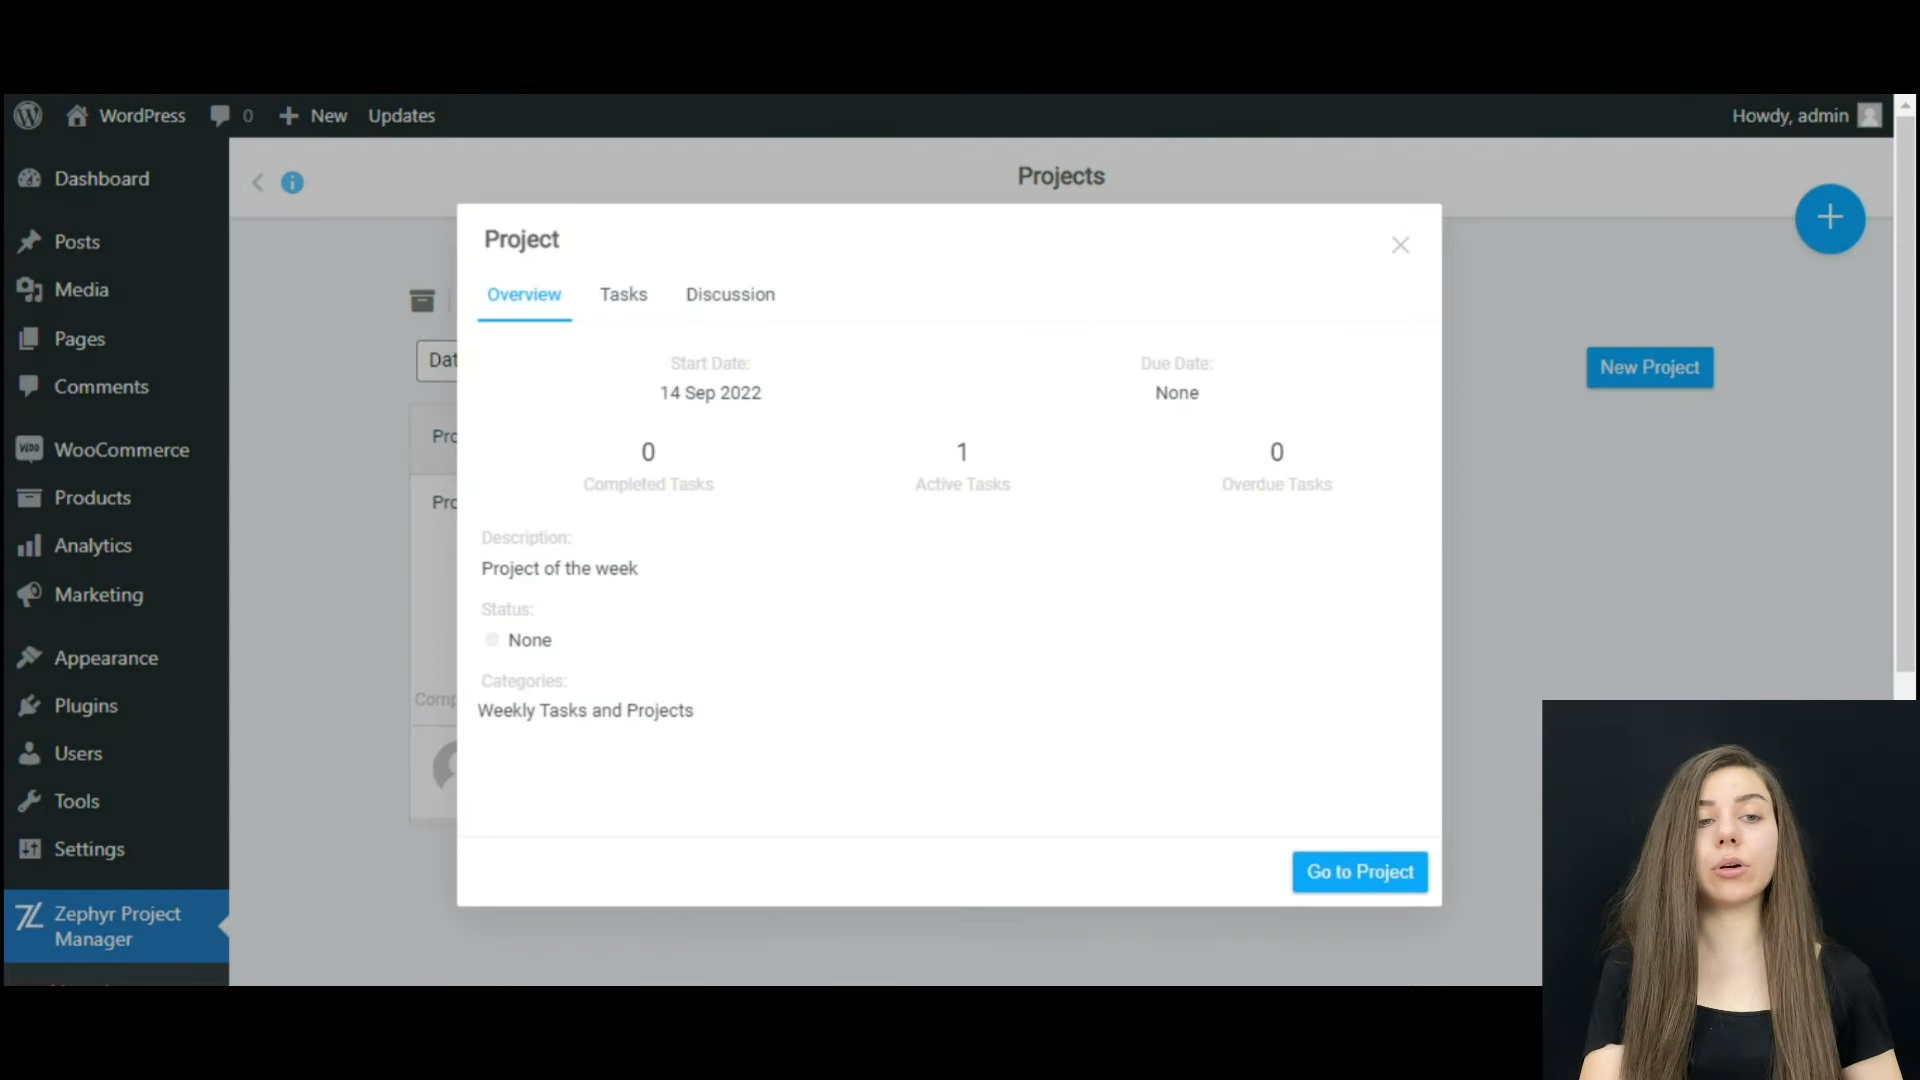 WordPress 0 New Updates Howdy, admin
Dashboard
Posts
Media
Pages
Comments
WOO WooCommerce
Products
Analytics
Marketing
Appearance
Plugins
Users
Tools
Settings
Zephyr Project
Manager
Projects
Dat
Pro
Pro
Comp
New Project
Project
Overview Tasks Discussion
Start Date: Due Date:
14 Sep 2022 None
0 1 0
Completed Tasks Active Tasks Overdue Tasks
Description:
Project of the week
Status:
None
Categories:
Weekly Tasks and Projects
Go to Project